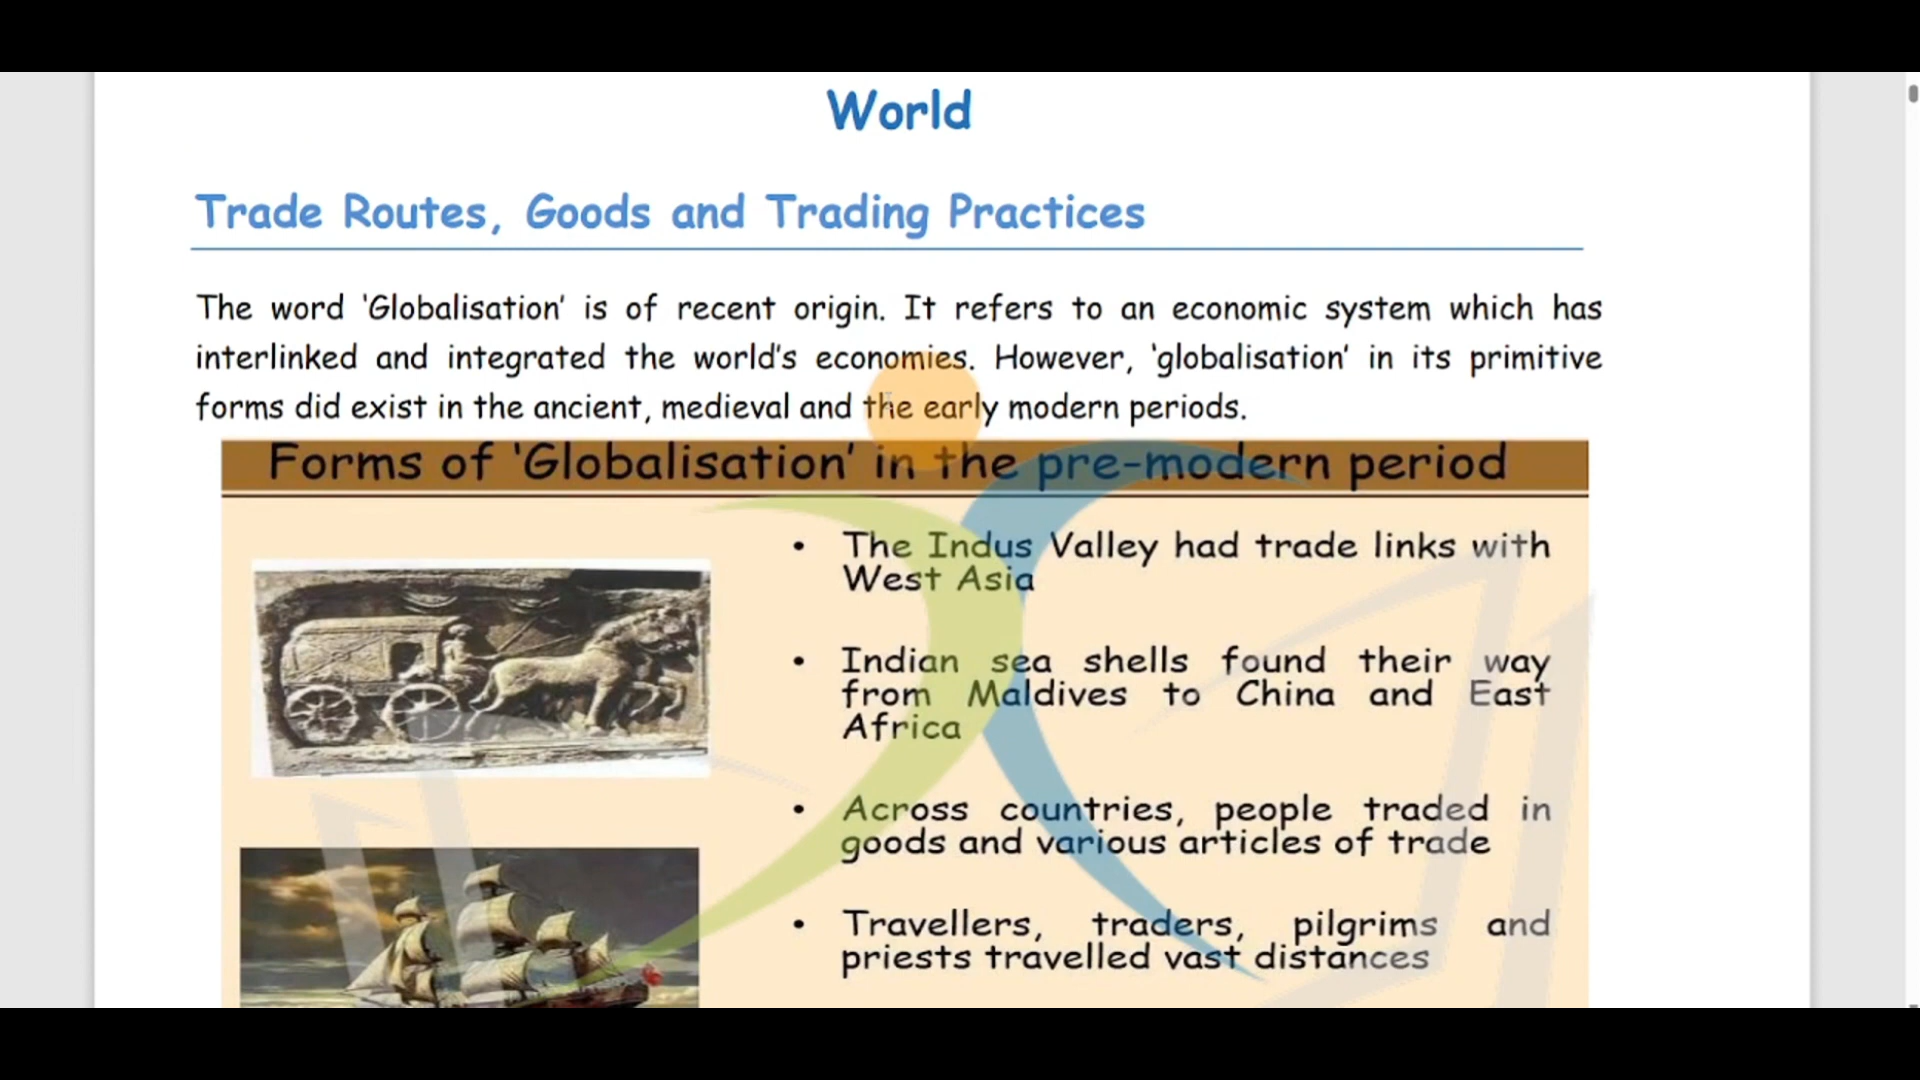 World
Trade Routes, Goods and Trading Practices
The word 'Globalisation' is of recent origin. It refers to an economic system which has
interlinked and integrated the world's economies. However, 'globalisation' in its primitive
forms did exist in the ancient, medieval and the early modern periods.
Forms of 'Globalisation' in the pre-modern period
• The Indus Valley had trade links with
West Asia
• Indian sea shells found their way
from Maldives to China and East
Africa
• Across countries, people traded in
goods and various articles of trade
• Travellers, traders, pilgrims and
priests travelled vast distances